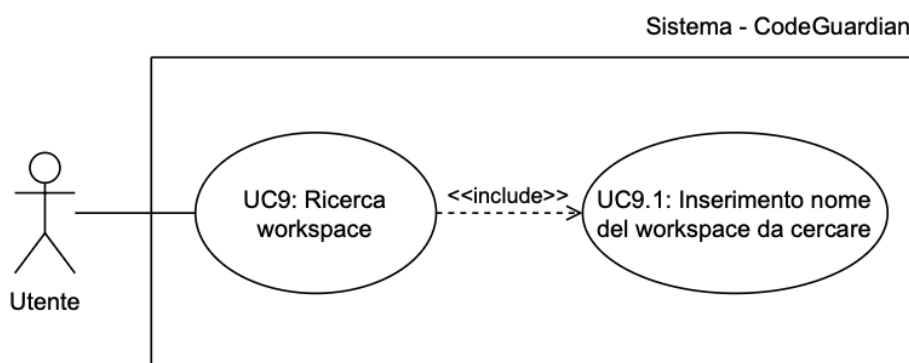 Sistema - CodeGuardian
UC9: Ricerca
workspace
<<include>>
UC9.1: Inserimento nome
del workspace da cercare
Utente